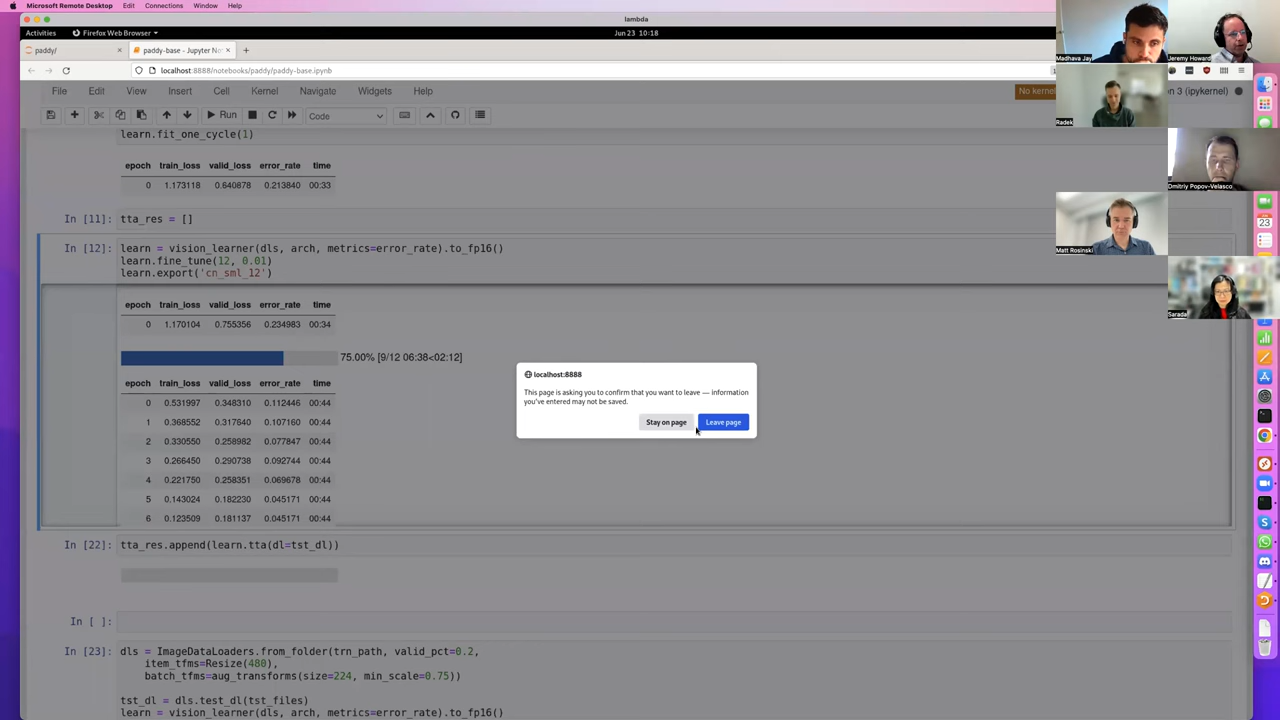 Microsoft Remote Desktop Edit Connections Window Help
lambda
Activities Firefox Web Browser Jun 23 10:18
paddy/ paddy-base - Jupyter No
localhost:8888/notebooks/paddy/paddy-base.ipynb
File Edit View Insert Cell Kernel Navigate Widgets Help
No kernel
n 3 (ipykernel)
Run Code
learn.fit_one_cycle(1)
epoch train_loss valid_loss error_rate time
0 1.173118 0.640878 0.213840 00:33
In [11]: tta_res = []
In [12]: learn = vision_learner(dls, arch, metrics=error_rate).to_fp16()
learn.fine_tune(12, 0.01)
learn.export('cn_sml_12')
epoch train_loss valid_loss error_rate time
0 1.170104 0.755356 0.234983 00:34
75.00% [9/12 06:38<02:12]
epoch train_loss valid_loss error_rate time
0 0.531997 0.348310 0.112446 00:44
1 0.368552 0.317640 0.107160 00:44
2 0.330550 0.258982 0.077847 00:44
3 0.266450 0.290738 0.092744 00:44
4 0.221750 0.258351 0.069678 00:44
5 0.143024 0.182230 0.045171 00:44
6 0.123509 0.181137 0.045171 00:44
localhost:8888
This page is asking you to confirm that you want to leave — information
you've entered may not be saved.
Stay on page Leave page
In [22]: tta_res.append(learn.tta(dl=tst_dl))
In [ ]:
In [23]: dls = ImageDataLoaders.from_folder(trn_path, valid_pct=0.2,
item_tfms=Resize(480),
batch_tfms=aug_transforms(size=224, min_scale=0.75))
tst_dl = dls.test_dl(tst_files)
learn = vision_learner(dls, arch, metrics=error_rate).to_fp16()
Madhava Jay
Jeremy Howard
Radek
Dmitriy Popov-Velasco
Matt Rosinski
Sarada
23